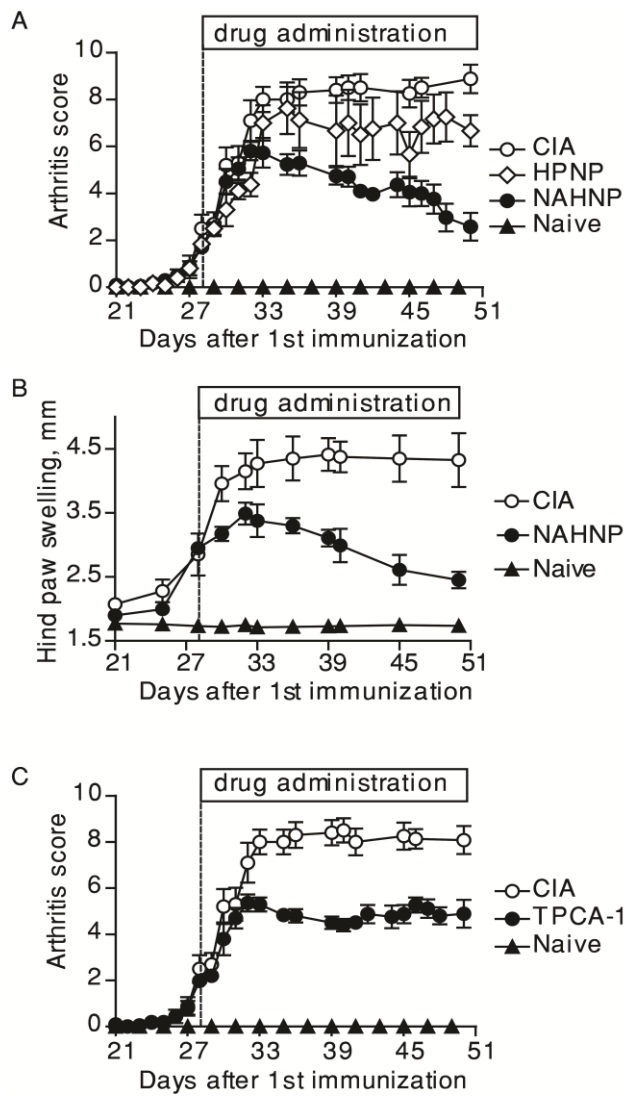 A
drug administration
10
8
6
4
2
0
Arthritis score
CIA
HPNP
NAHNP
Naive
21 27 33 39 45 51
Days after 1st immunization
B
drug administration
4.5
3.5
2.5
1.5
Hind paw swelling, mm
CIA
NAHNP
Naive
21 27 33 39 45 51
Days after 1st immunization
C
drug administration
10
8
6
4
2
0
Arthritis score
CIA
TPCA-1
Naive
21 27 33 39 45 51
Days after 1st immunization